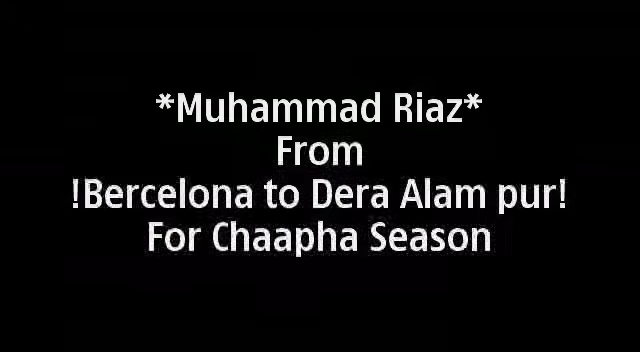 *Muhammad Riaz*
From
!Bercelona to Dera Alam pur!
For Chaapha Season